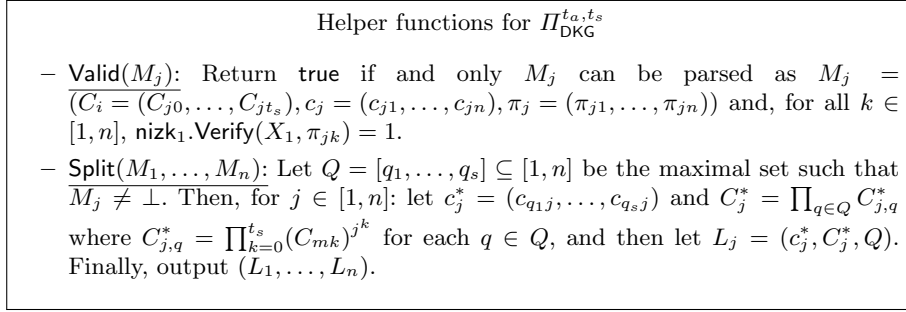 Helper functions for Π_DKG^{t_a,t_s}
– Valid(M_j): Return true if and only M_j can be parsed as M_j =
(C_i = (C_{j0}, . . . , C_{jt_s}), c_j = (c_{j1}, . . . , c_{jn}), π_j = (π_{j1}, . . . , π_{jn})) and, for all k ∈
[1, n], nizk_1.Verify(X_1, π_{jk}) = 1.
– Split(M_1, . . . , M_n): Let Q = [q_1, . . . , q_s] ⊆ [1, n] be the maximal set such that
M_j ≠ ⊥. Then, for j ∈ [1, n]: let c_j^* = (c_{q_1j}, . . . , c_{q_sj}) and C_j^* = ∏_{q∈Q} C_{j,q}^*
where C_{j,q}^* = ∏_{k=0}^{t_s} (C_{mk})^{j^k} for each q ∈ Q, and then let L_j = (c_j^*, C_j^*, Q).
Finally, output (L_1, . . . , L_n).